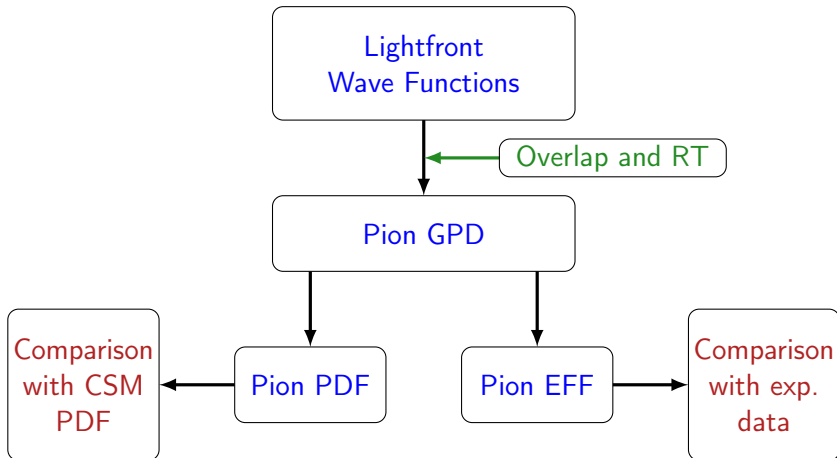 Lightfront
Wave Functions
Overlap and RT
Pion GPD
Comparison
with CSM
PDF
Pion PDF
Pion EFF
Comparison
with exp.
data